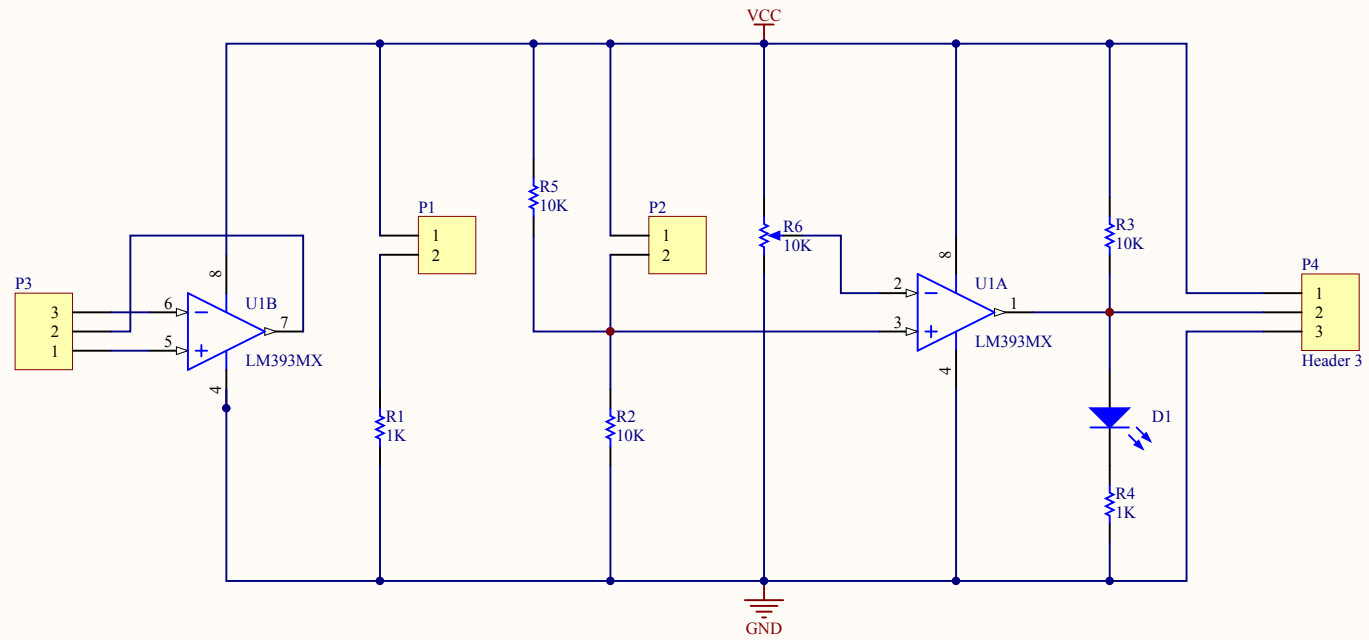 VCC
P3
3
2
1
8
6
5
7
4
U1B
LM393MX
P1
1
2
R1
1K
R5
10K
P2
1
2
R2
10K
R6
10K
8
2
3
1
4
U1A
LM393MX
R3
10K
D1
R4
1K
P4
1
2
3
Header 3
GND